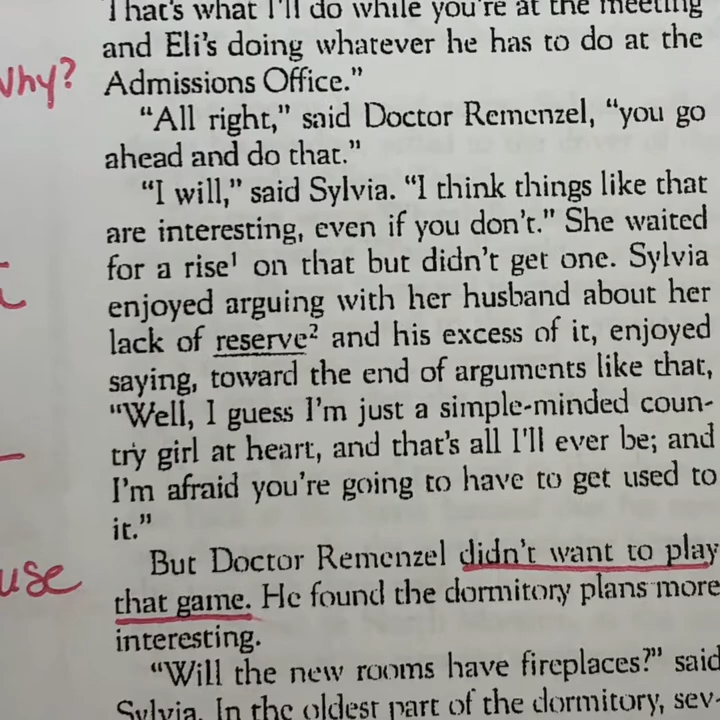 That's what I'll do while you're at the meeting
and Eli's doing whatever he has to do at the
Why?
Admissions Office."
"All right," said Doctor Remenzel, "you go
ahead and do that."
"I will," said Sylvia. "I think things like that
are interesting, even if you don't." She waited
for a rise¹ on that but didn't get one. Sylvia
enjoyed arguing with her husband about her
lack of reserve² and his excess of it, enjoyed
saying, toward the end of arguments like that,
"Well, I guess I'm just a simple-minded coun-
try girl at heart, and that's all I'll ever be; and
I'm afraid you're going to have to get used to
it."
But Doctor Remenzel didn't want to play
use
that game. He found the dormitory plans more
interesting.
"Will the new rooms have fireplaces?" said
Sylvia. In the oldest part of the dormitory, sev-